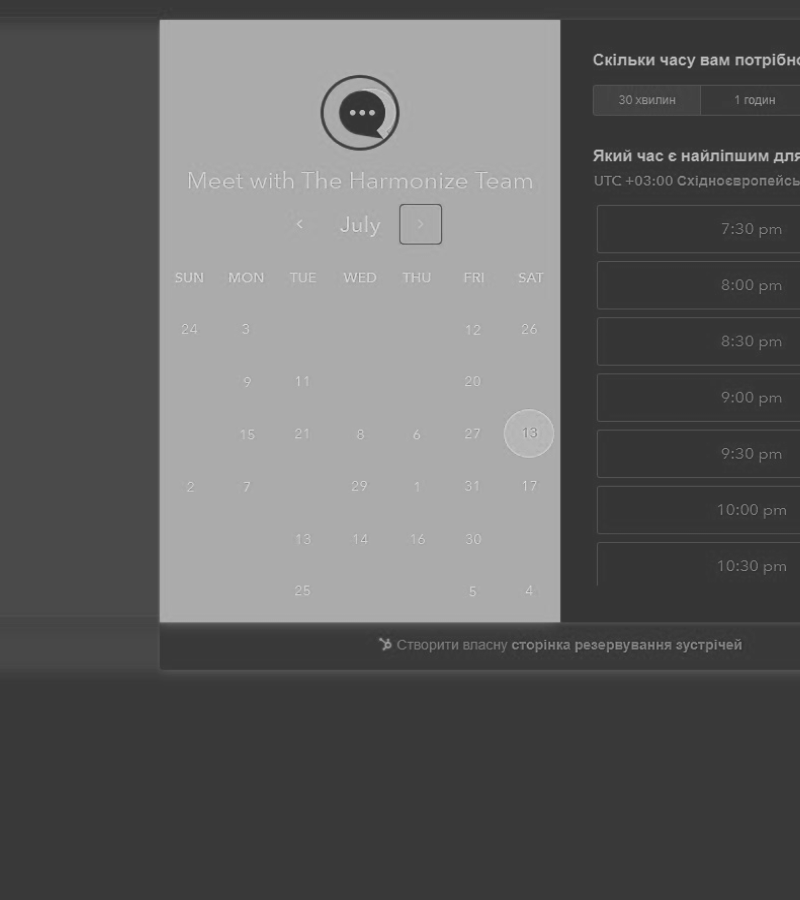 Meet with The Harmonize Team
July
SUN MON TUE WED THU FRI SAT
24 3 12 26
9 11 20
15 21 8 6 27 13
2 7 29 1 31 17
13 14 16 30
25 5 4
Скільки часу вам потрібно
30 хвилин 1 годин
Який час є найліпшим для
UTC +03:00 Східноєвропейсь
7:30 pm
8:00 pm
8:30 pm
9:00 pm
9:30 pm
10:00 pm
10:30 pm
Створити власну сторінка резервування зустрічей